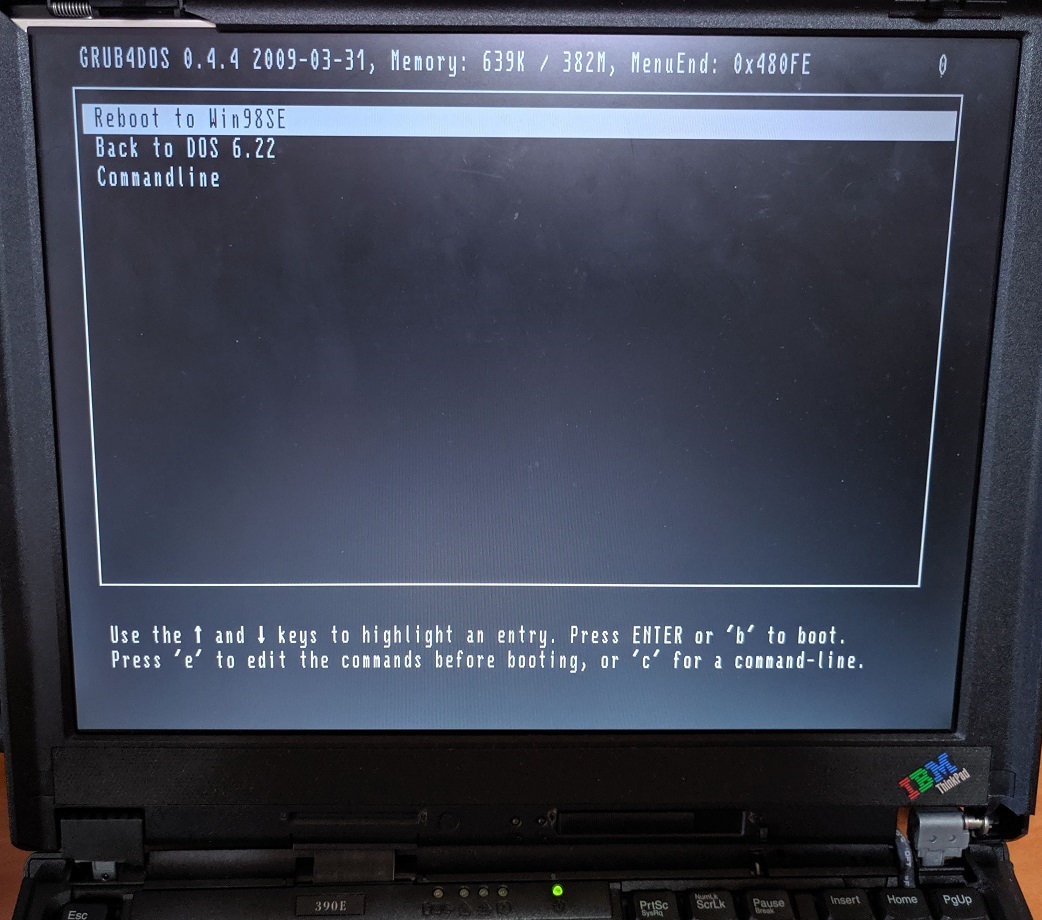 GRUB4DOS 0.4.4 2009-03-31, Memory: 639K / 382M, MenuEnd: 0x480FE 0
Reboot to Win98SE
Back to DOS 6.22
Commandline
Use the ↑ and ↓ keys to highlight an entry. Press ENTER or 'b' to boot.
Press 'e' to edit the commands before booting, or 'c' for a command-line.
IBM
ThinkPad
390E
Esc
PrtSc
SysRq
NumLk
ScrLk
Pause
Break
Insert
Home
PgUp